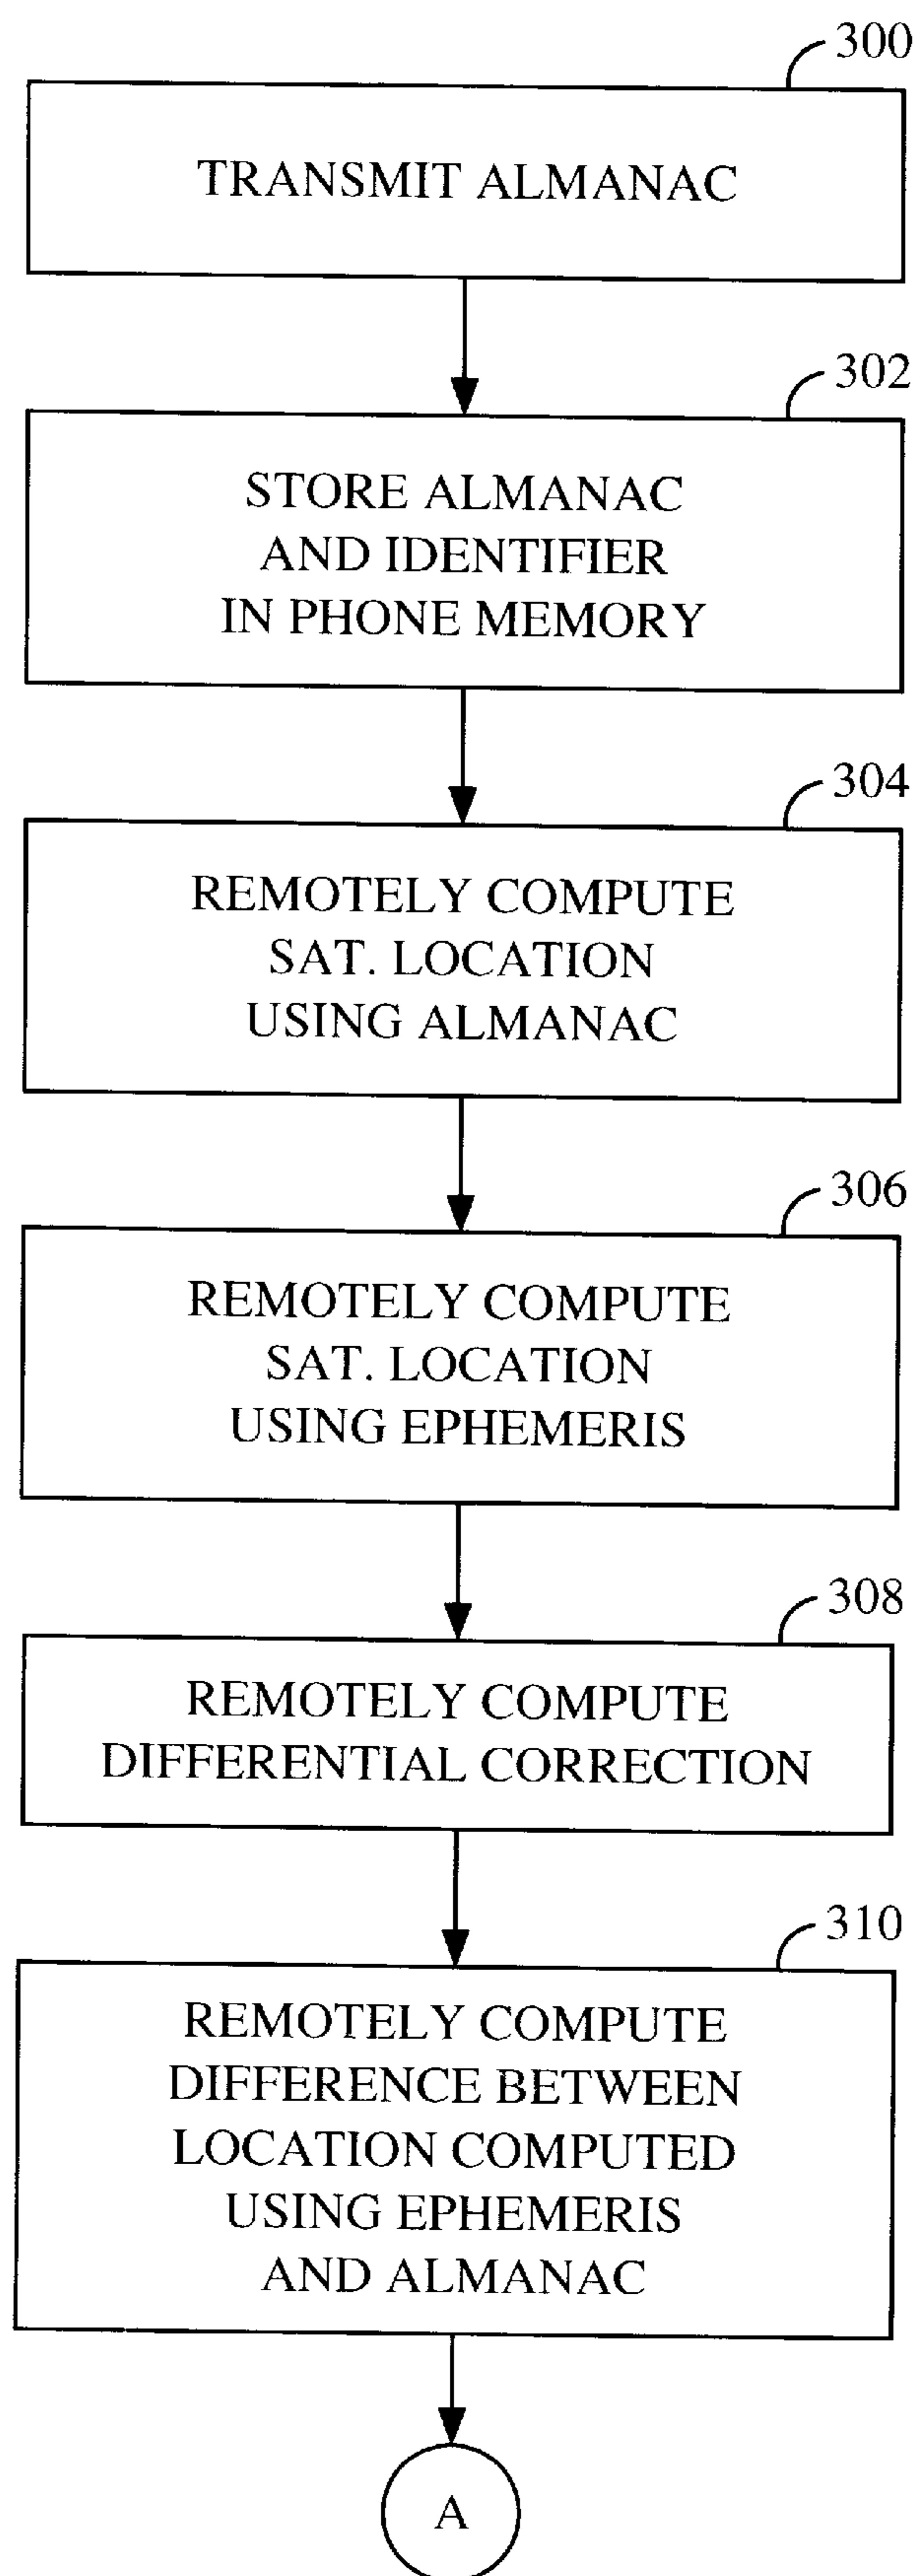 300
TRANSMIT ALMANAC
302
STORE ALMANAC
AND IDENTIFIER
IN PHONE MEMORY
304
REMOTELY COMPUTE
SAT. LOCATION
USING ALMANAC
306
REMOTELY COMPUTE
SAT. LOCATION
USING EPHEMERIS
308
REMOTELY COMPUTE
DIFFERENTIAL CORRECTION
310
REMOTELY COMPUTE
DIFFERENCE BETWEEN
LOCATION COMPUTED
USING EPHEMERIS
AND ALMANAC
A